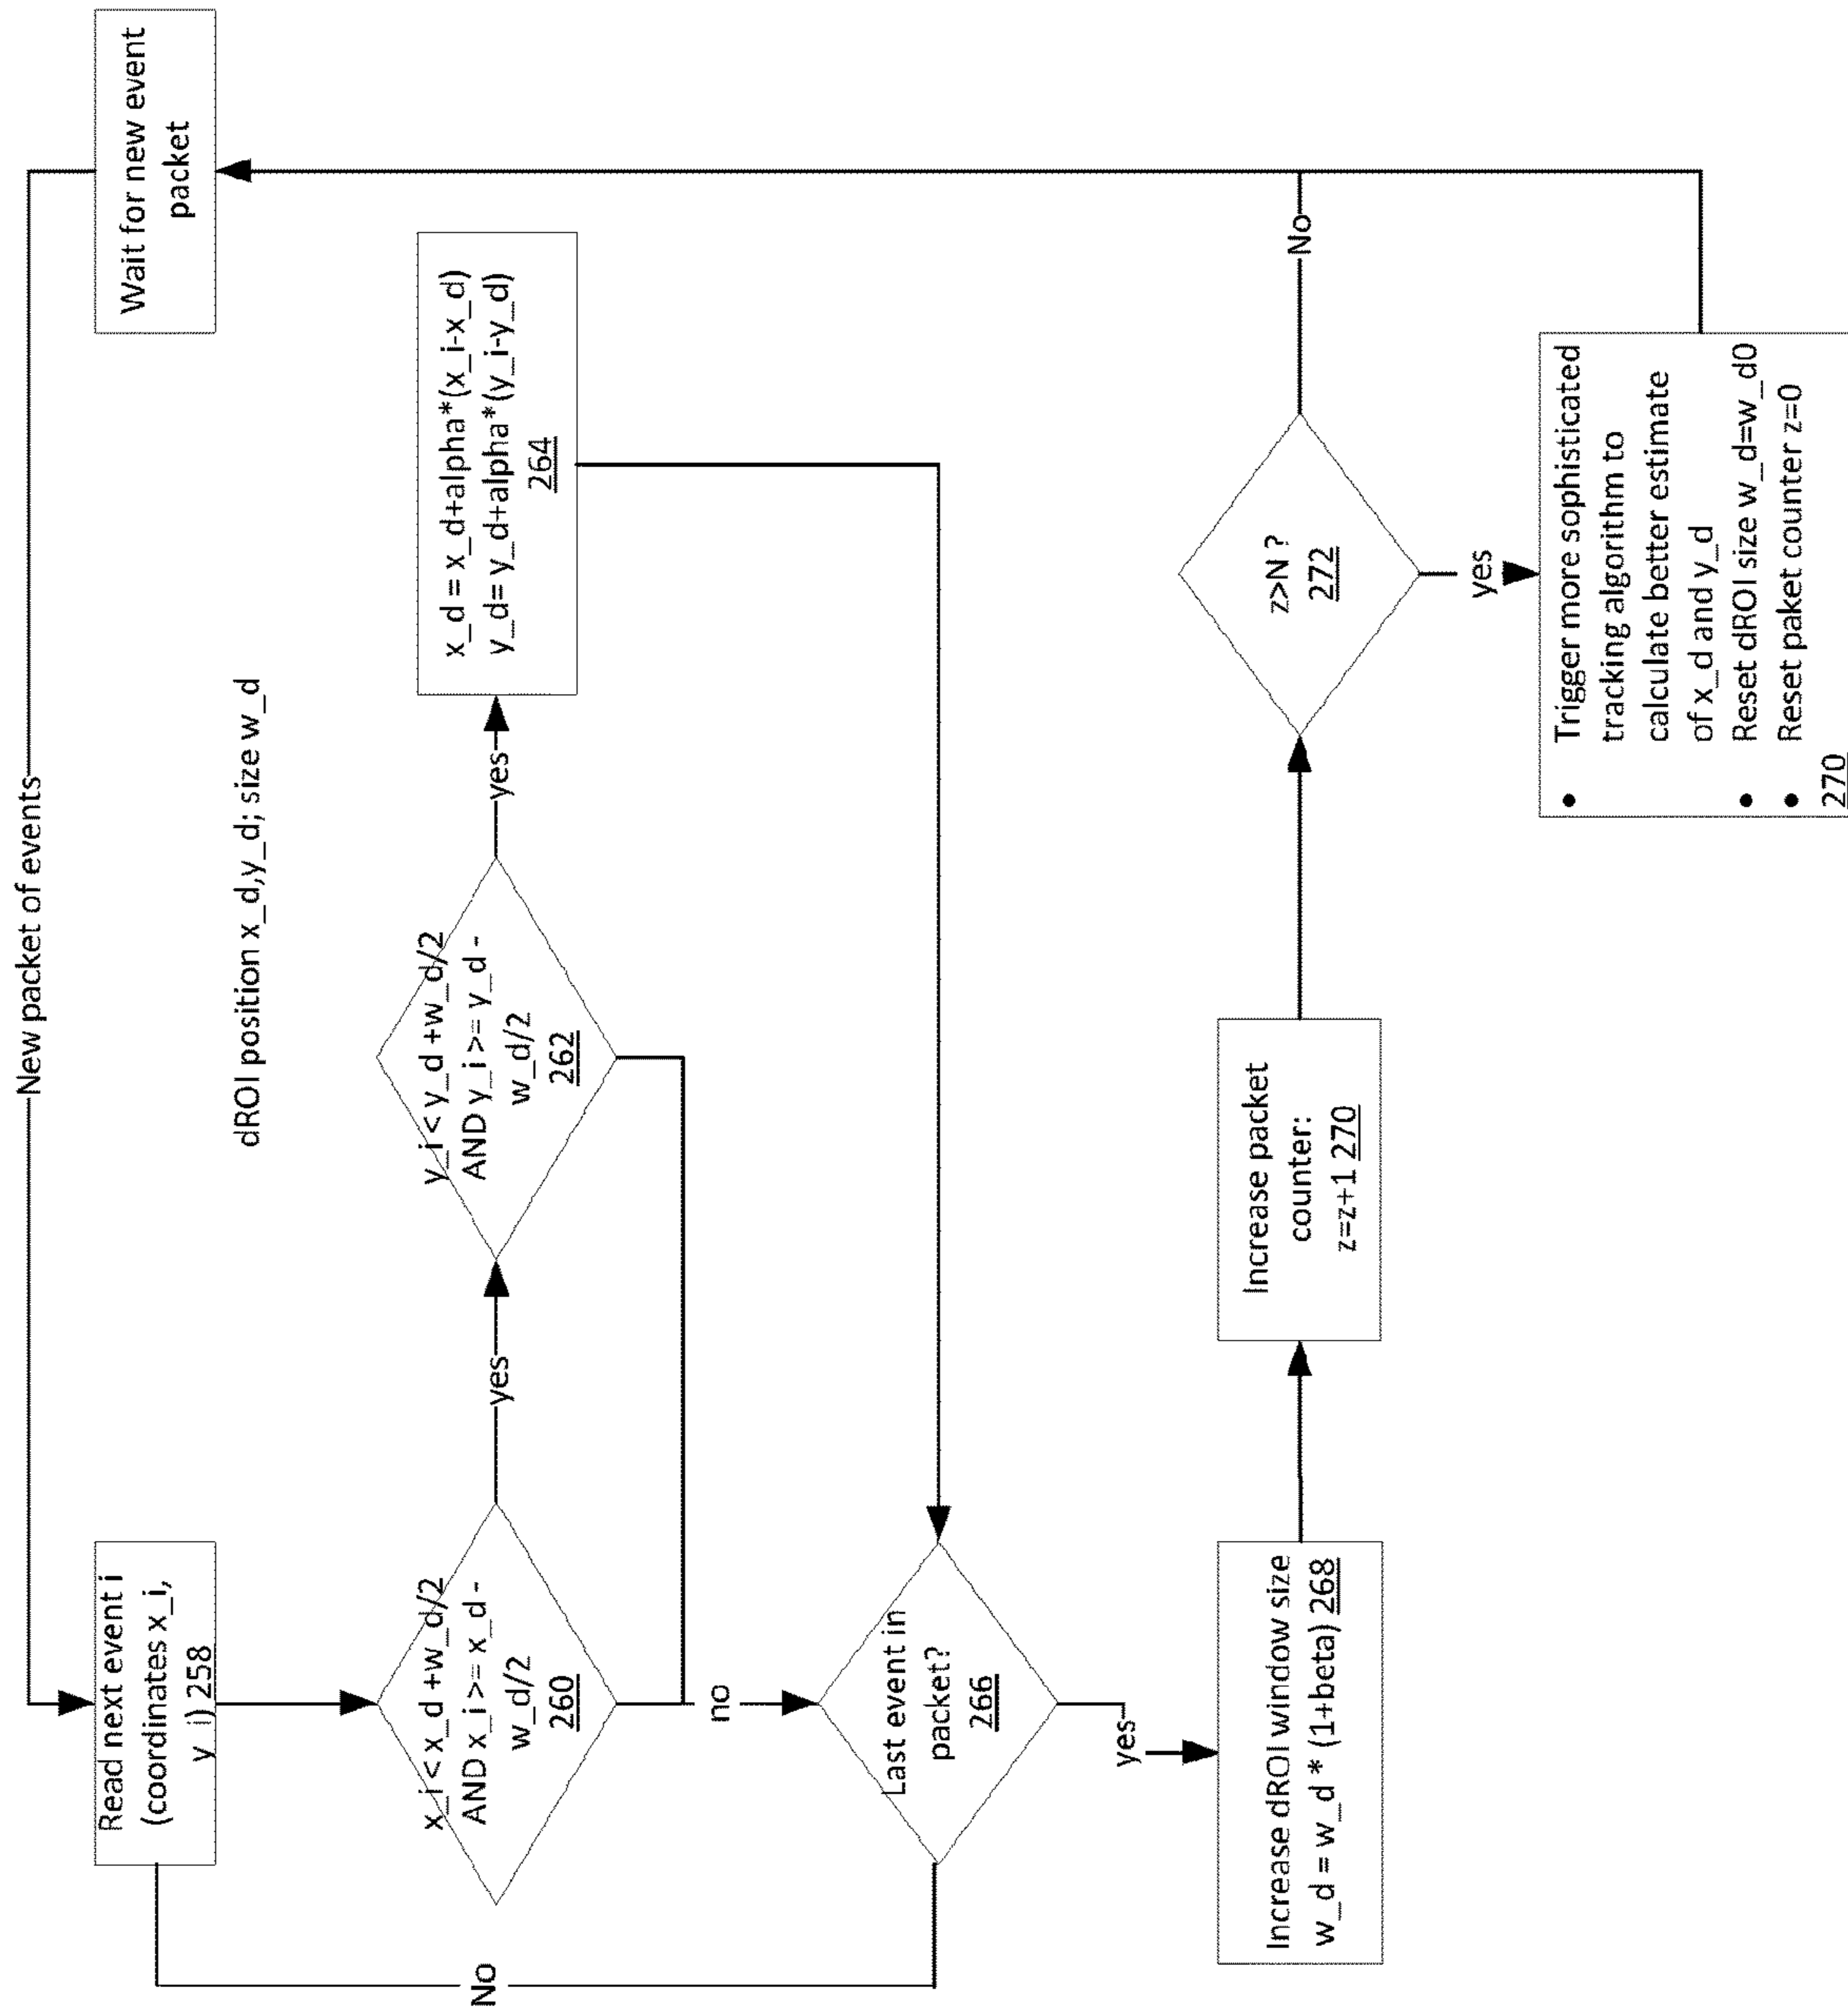 New packet of events
Wait for new event
packet
Read next event i
(coordinates x_i,
y_i) 258
dROI position x_d,y_d; size w_d
x_i < x_d +w_d/2
AND x_i >= x_d -
w_d/2
260
yes
y_i < y_d +w_d/2
AND y_i >= y_d -
w_d/2
262
yes
x_d = x_d+alpha*(x_i-x_d)
y_d= y_d+alpha*(y_i-y_d)
264
No
no
Last event in
packet?
266
yes
Increase dROI window size
w_d = w_d * (1+beta) 268
Increase packet
counter:
z=z+1 270
z>N ?
272
No
yes
• Trigger more sophisticated
tracking algorithm to
calculate better estimate
of x_d and y_d
• Reset dROI size w_d=w_d0
• Reset paket counter z=0
270